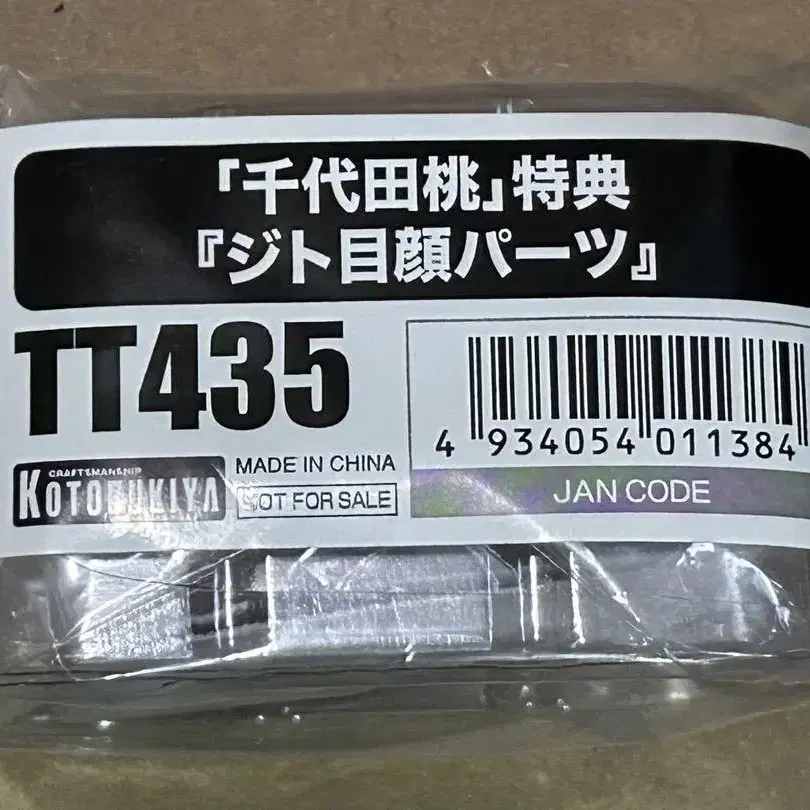 「千代田桃」特典
『ジト目顔パーツ』
TT435
4 934054 011384
JAN CODE
CRAFTSMANSHIP
KOTOBUKIYA
MADE IN CHINA
NOT FOR SALE